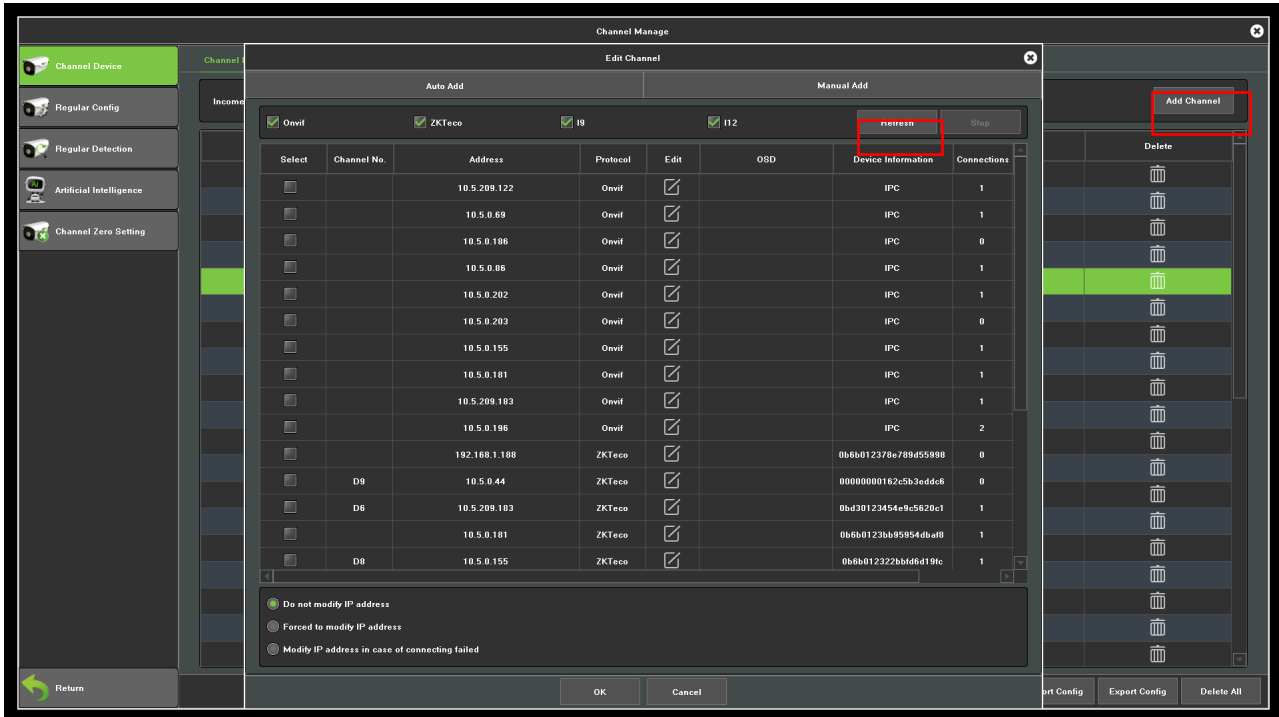 Channel Manage
Channel Device
Regular Config
Regular Detection
AI
Artificial Intelligence
Channel Zero Setting
Return
Channel
Income
Add Channel
Delete
Edit Channel
Auto Add Manual Add
Onvif ZKTeco I9 I12 Refresh Stop
Select Channel No. Address Protocol Edit OSD Device Information Connections
10.5.209.122 Onvif IPC 1
10.5.0.69 Onvif IPC 1
10.5.0.186 Onvif IPC 0
10.5.0.86 Onvif IPC 1
10.5.0.202 Onvif IPC 1
10.5.0.203 Onvif IPC 0
10.5.0.155 Onvif IPC 1
10.5.0.181 Onvif IPC 1
10.5.209.183 Onvif IPC 1
10.5.0.196 Onvif IPC 2
192.168.1.188 ZKTeco 0b6b012378e789d55998 0
D9 10.5.0.44 ZKTeco 00000000162c5b3eddc6 0
D6 10.5.209.183 ZKTeco 0bd30123454e9c5620c1 1
10.5.0.181 ZKTeco 0b6b0123bb95954dbaf8 1
D8 10.5.0.155 ZKTeco 0b6b012322bbfd6d19fc 1
Do not modify IP address
Forced to modify IP address
Modify IP address in case of connecting failed
OK Cancel
ort Config Export Config Delete All